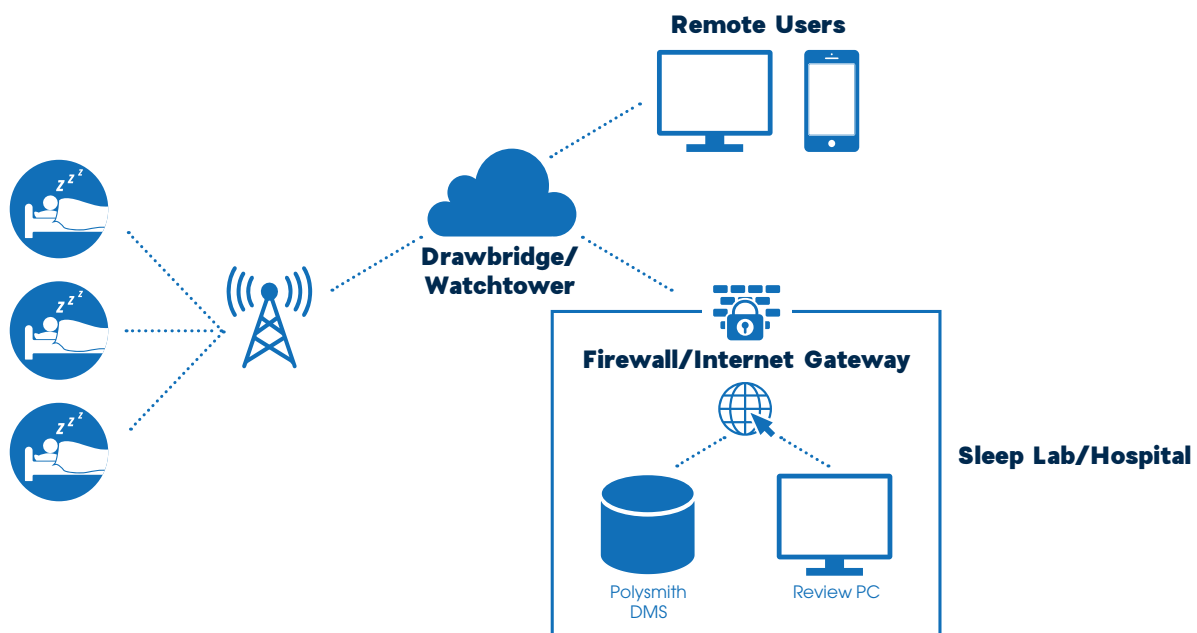 Remote Users
z z z
Drawbridge/
Watchtower
z z z
Firewall/Internet Gateway
z z z
Sleep Lab/Hospital
Polysmith
DMS
Review PC